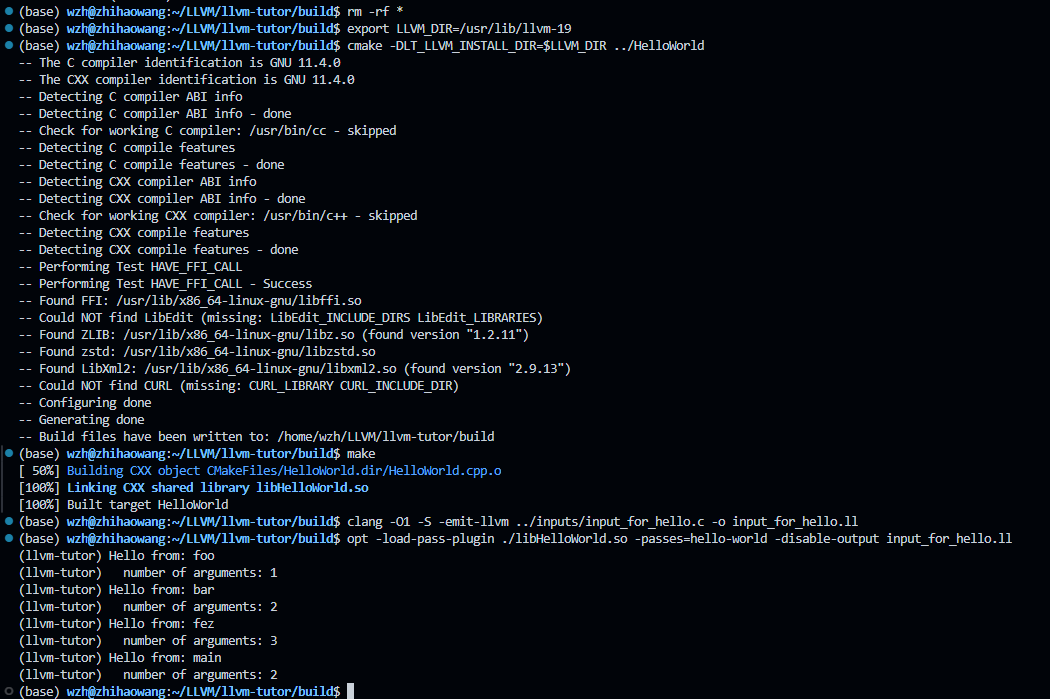 (base) wzh@zhihaowang:~/LLVM/llvm-tutor/build$ rm -rf *
(base) wzh@zhihaowang:~/LLVM/llvm-tutor/build$ export LLVM_DIR=/usr/lib/llvm-19
(base) wzh@zhihaowang:~/LLVM/llvm-tutor/build$ cmake -DLT_LLVM_INSTALL_DIR=$LLVM_DIR ../HelloWorld
-- The C compiler identification is GNU 11.4.0
-- The CXX compiler identification is GNU 11.4.0
-- Detecting C compiler ABI info
-- Detecting C compiler ABI info - done
-- Check for working C compiler: /usr/bin/cc - skipped
-- Detecting C compile features
-- Detecting C compile features - done
-- Detecting CXX compiler ABI info
-- Detecting CXX compiler ABI info - done
-- Check for working CXX compiler: /usr/bin/c++ - skipped
-- Detecting CXX compile features
-- Detecting CXX compile features - done
-- Performing Test HAVE_FFI_CALL
-- Performing Test HAVE_FFI_CALL - Success
-- Found FFI: /usr/lib/x86_64-linux-gnu/libffi.so
-- Could NOT find LibEdit (missing: LibEdit_INCLUDE_DIRS LibEdit_LIBRARIES)
-- Found ZLIB: /usr/lib/x86_64-linux-gnu/libz.so (found version "1.2.11")
-- Found zstd: /usr/lib/x86_64-linux-gnu/libzstd.so
-- Found LibXml2: /usr/lib/x86_64-linux-gnu/libxml2.so (found version "2.9.13")
-- Could NOT find CURL (missing: CURL_LIBRARY CURL_INCLUDE_DIR)
-- Configuring done
-- Generating done
-- Build files have been written to: /home/wzh/LLVM/llvm-tutor/build
(base) wzh@zhihaowang:~/LLVM/llvm-tutor/build$ make
[ 50%] Building CXX object CMakeFiles/HelloWorld.dir/HelloWorld.cpp.o
[100%] Linking CXX shared library libHelloWorld.so
[100%] Built target HelloWorld
(base) wzh@zhihaowang:~/LLVM/llvm-tutor/build$ clang -O1 -S -emit-llvm ../inputs/input_for_hello.c -o input_for_hello.ll
(base) wzh@zhihaowang:~/LLVM/llvm-tutor/build$ opt -load-pass-plugin ./libHelloWorld.so -passes=hello-world -disable-output input_for_hello.ll
(llvm-tutor) Hello from: foo
(llvm-tutor)   number of arguments: 1
(llvm-tutor) Hello from: bar
(llvm-tutor)   number of arguments: 2
(llvm-tutor) Hello from: fez
(llvm-tutor)   number of arguments: 3
(llvm-tutor) Hello from: main
(llvm-tutor)   number of arguments: 2
(base) wzh@zhihaowang:~/LLVM/llvm-tutor/build$